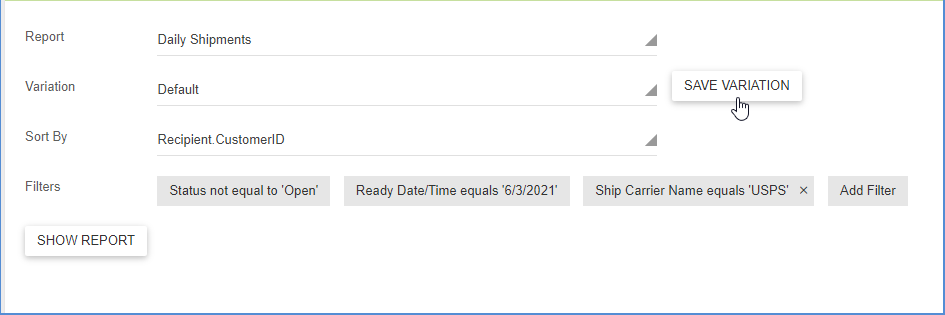 Report Daily Shipments
Variation Default SAVE VARIATION
Sort By Recipient.CustomerID
Filters Status not equal to 'Open' Ready Date/Time equals '6/3/2021' Ship Carrier Name equals 'USPS' × Add Filter
SHOW REPORT